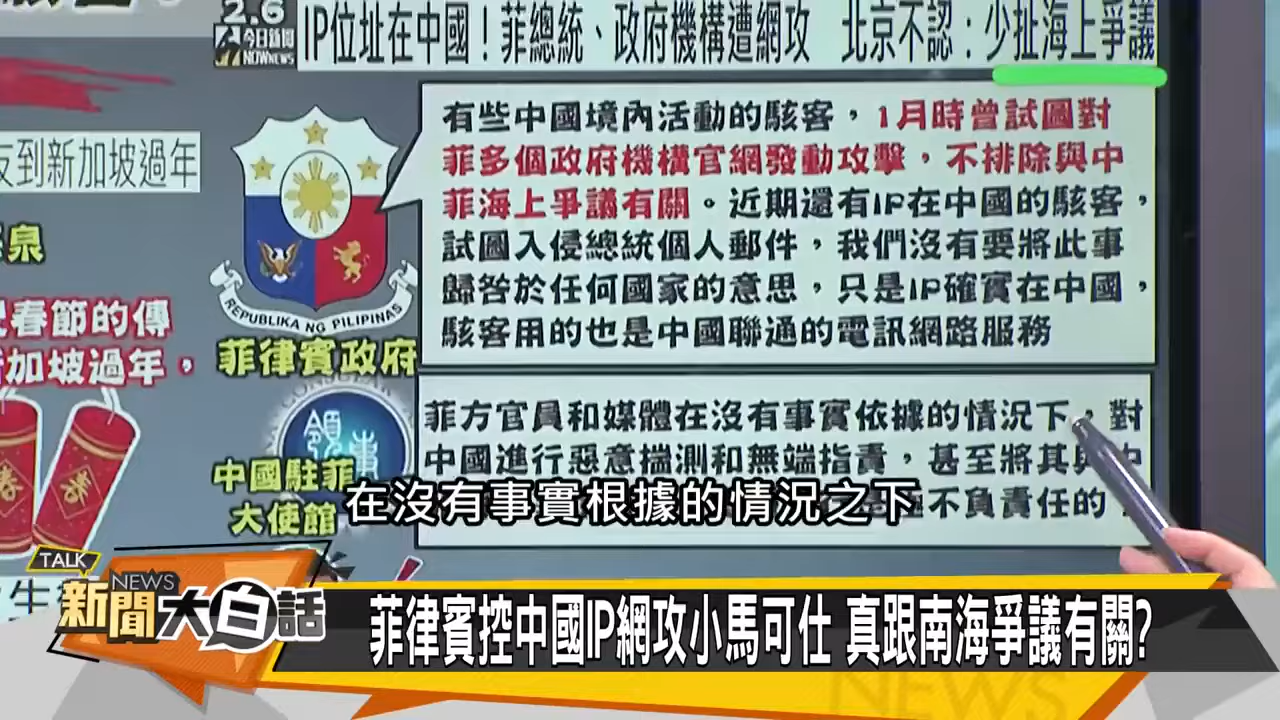 2.6
今日新聞
NOWnews
IP位址在中國！菲總統、政府機構遭網攻 北京不認：少扯海上爭議
有些中國境內活動的駭客，1月時曾試圖對
菲多個政府機構官網發動攻擊，不排除與中
菲海上爭議有關。近期還有IP在中國的駭客，
試圖入侵總統個人郵件，我們沒有要將此事
歸咎於任何國家的意思，只是IP確實在中國，
駭客用的也是中國聯通的電訊網路服務
REPUBLIKA NG PILIPINAS
菲律賓政府
友到新加坡過年
泉
春節的傳
加坡過年，
春
春
CONSULAR
領事
中國駐菲
大使館
菲方官員和媒體在沒有事實依據的情況下，對
中國進行惡意揣測和無端指責，甚至將其與中
不負責任的
在沒有事實根據的情況之下
TALK
NEWS
新聞大白話
菲律賓控中國IP網攻小馬可仕 真跟南海爭議有關?
NEWS